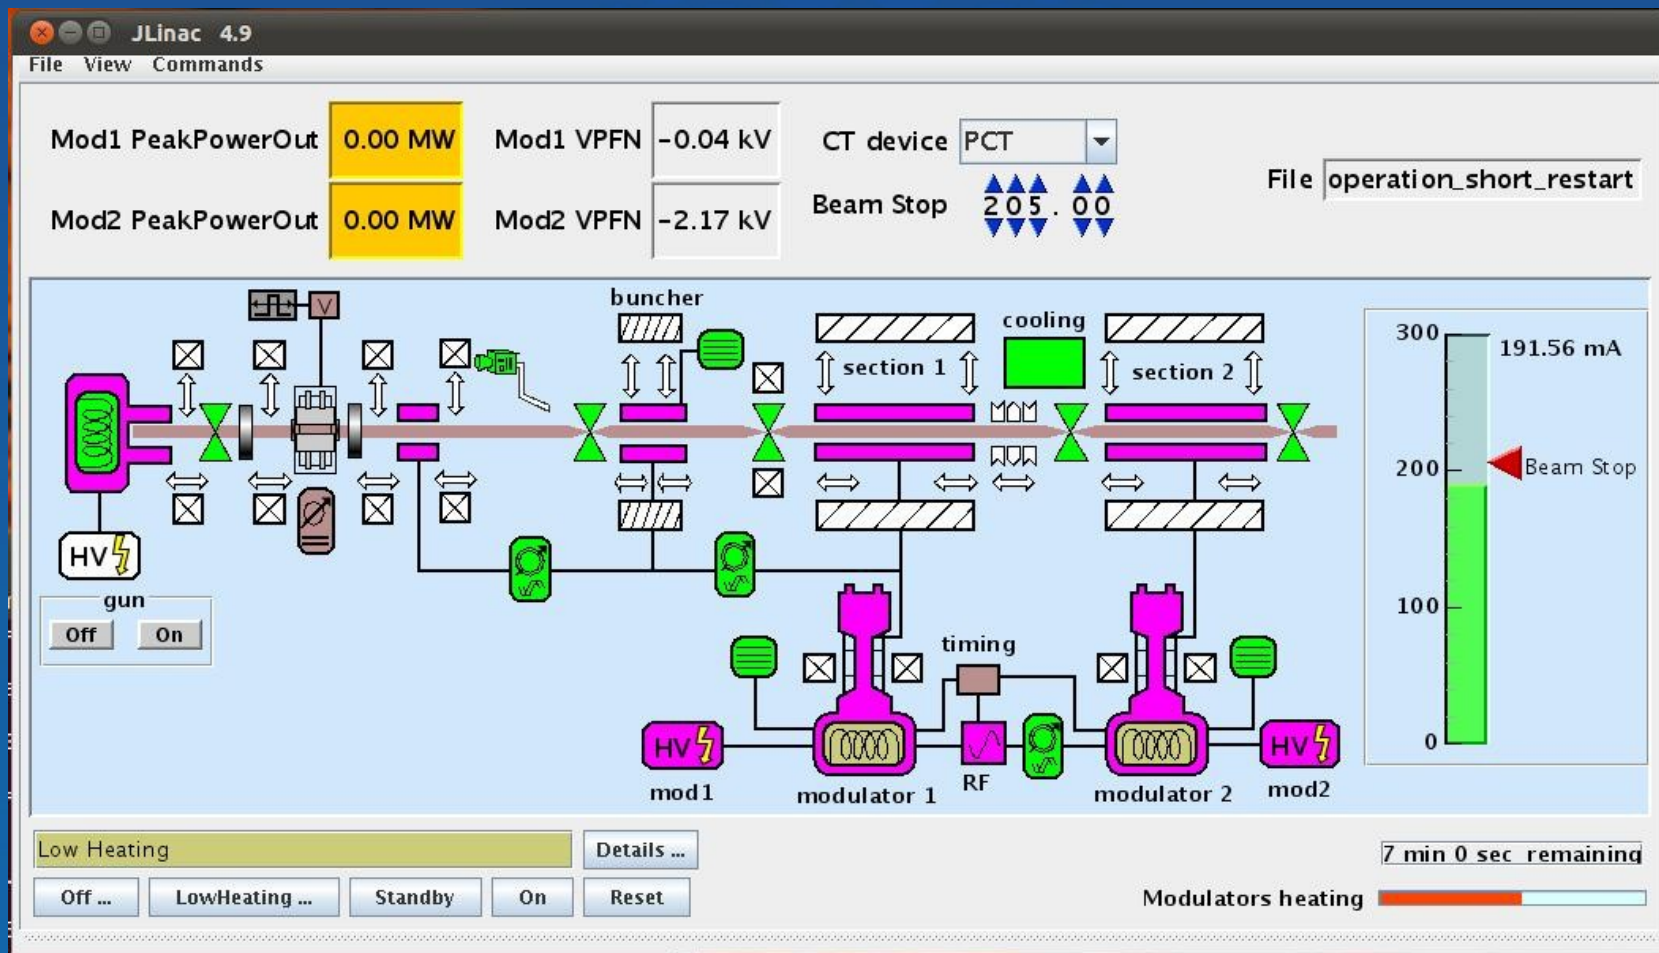 JLinac 4.9
File View Commands
Mod1 PeakPowerOut 0.00 MW Mod1 VPFN -0.04 kV CT device PCT
File operation_short_restart
Mod2 PeakPowerOut 0.00 MW Mod2 VPFN -2.17 kV Beam Stop 205.00
V
buncher
cooling
section 1
section 2
HV
gun
Off On
timing
HV
HV
RF
mod1
modulator 1
modulator 2
mod2
300
191.56 mA
200
Beam Stop
100
0
Low Heating
Details ...
7 min 0 sec remaining
Off ... LowHeating ... Standby On Reset
Modulators heating